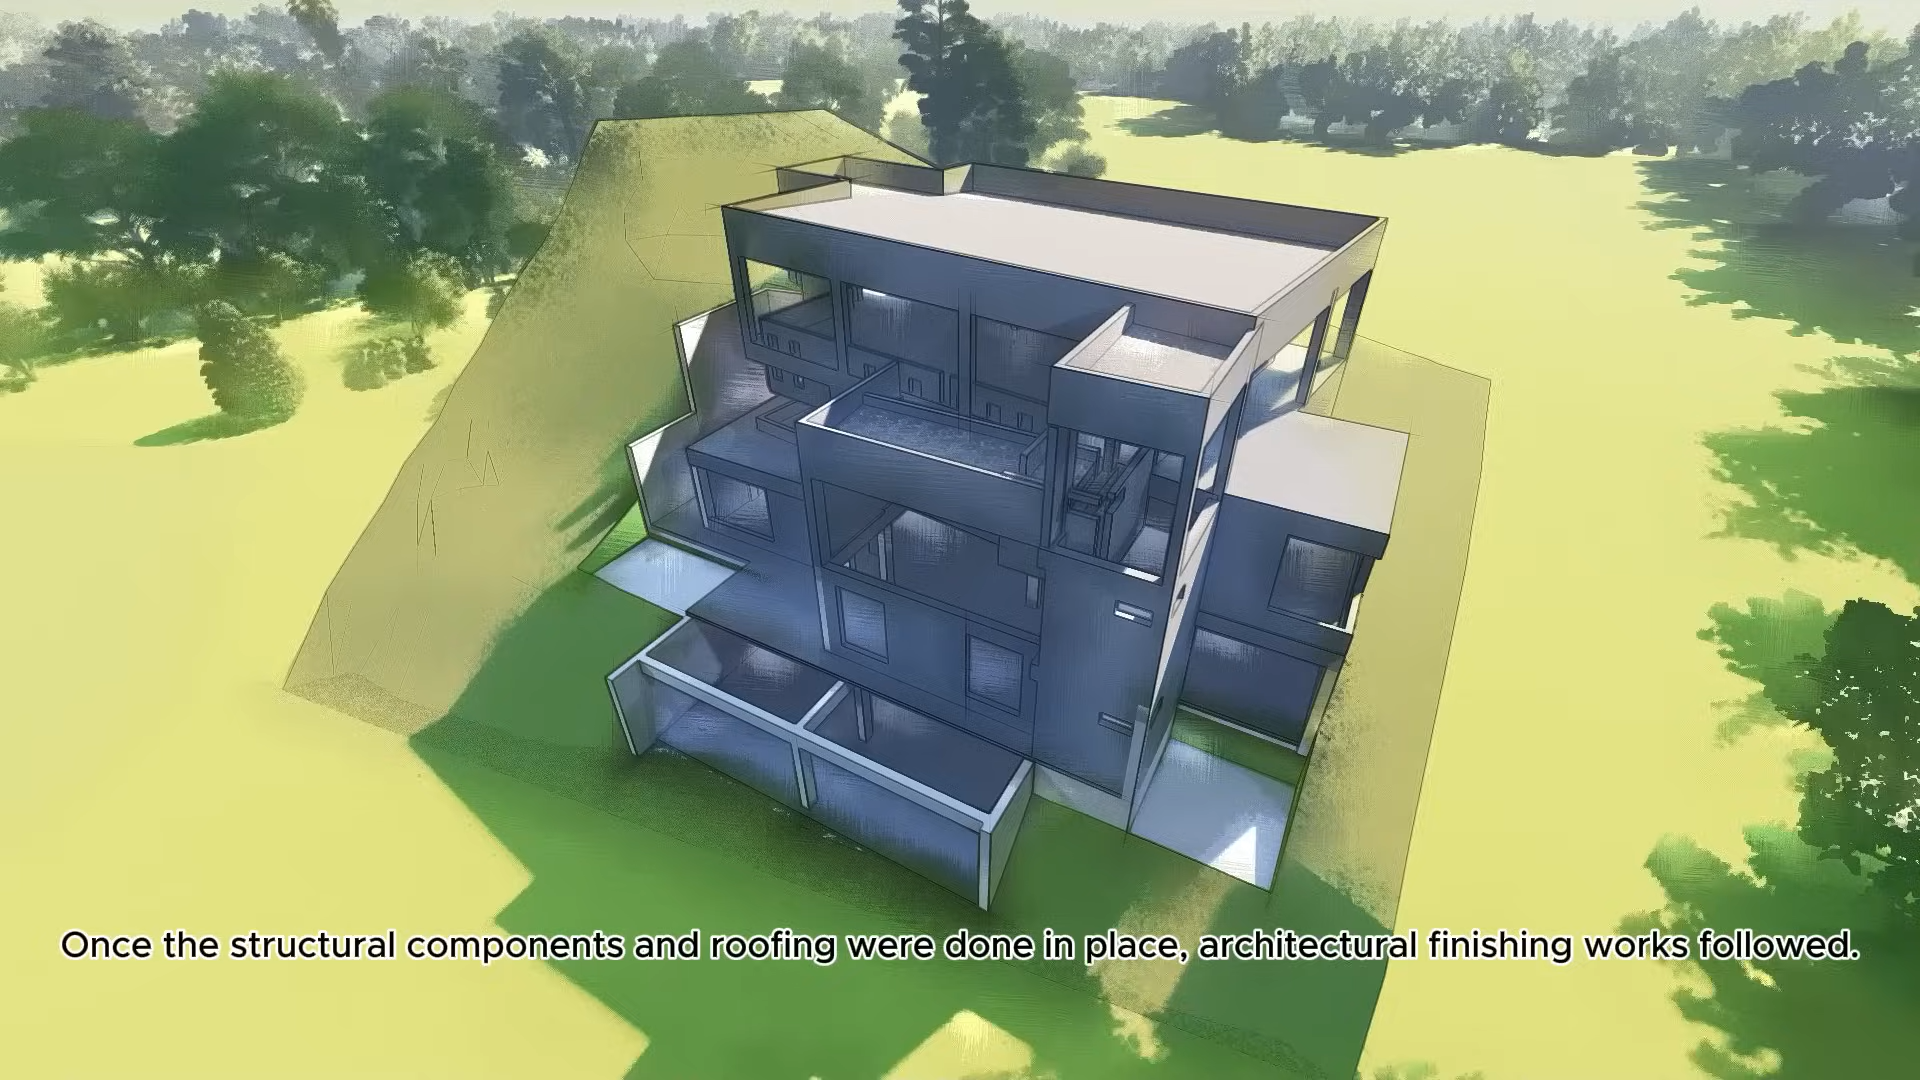 Once the structural components and roofing were done in place, architectural finishing works followed.